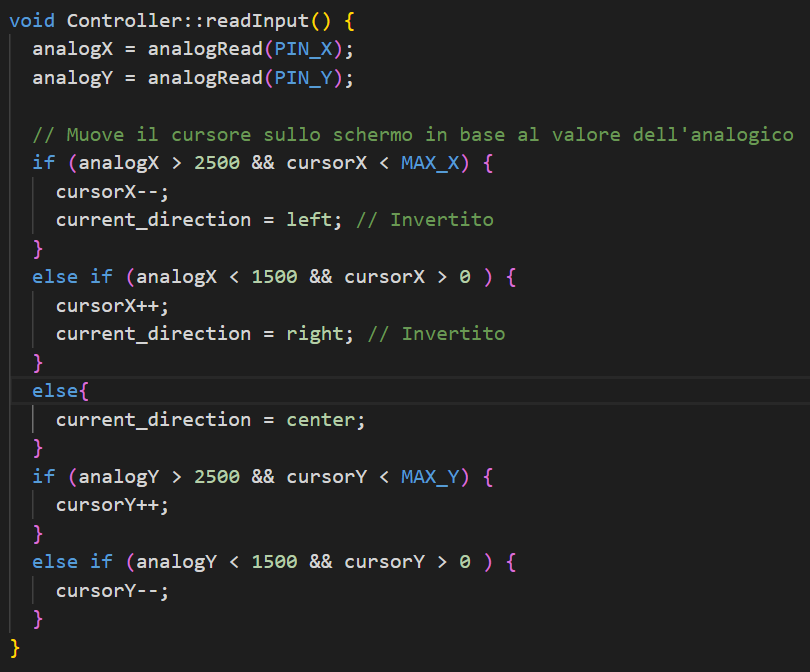 void Controller::readInput() {
  analogX = analogRead(PIN_X);
  analogY = analogRead(PIN_Y);

  // Muove il cursore sullo schermo in base al valore dell'analogico
  if (analogX > 2500 && cursorX < MAX_X) {
    cursorX--;
    current_direction = left; // Invertito
  }
  else if (analogX < 1500 && cursorX > 0 ) {
    cursorX++;
    current_direction = right; // Invertito
  }
  else{
    current_direction = center;
  }
  if (analogY > 2500 && cursorY < MAX_Y) {
    cursorY++;
  }
  else if (analogY < 1500 && cursorY > 0 ) {
    cursorY--;
  }
}